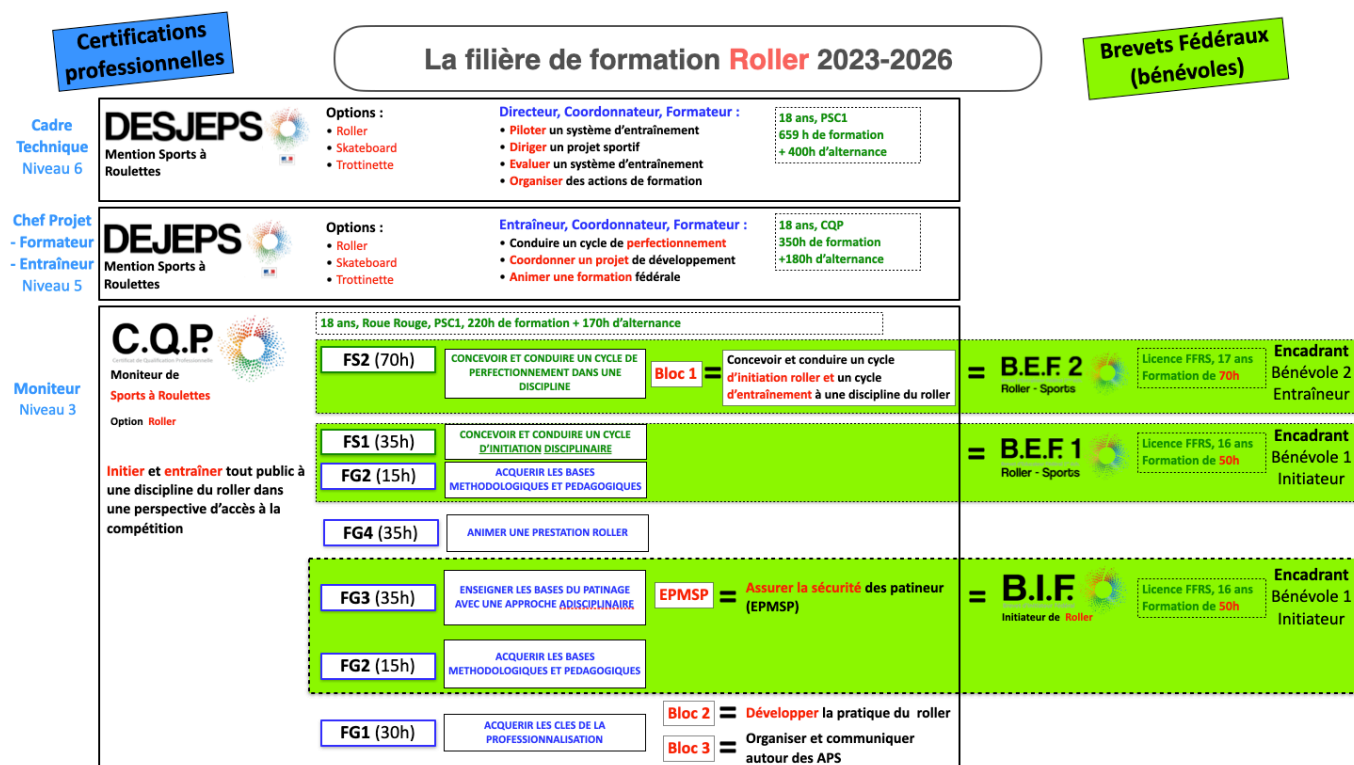 Certifications
professionnelles
La filière de formation Roller 2023-2026
Brevets Fédéraux
(bénévoles)
Cadre
Technique
Niveau 6
DESJEPS
Mention Sports à
Roulettes
Options :
• Roller
• Skateboard
• Trottinette
Directeur, Coordonnateur, Formateur :
• Piloter un système d'entraînement
• Diriger un projet sportif
• Evaluer un système d'entraînement
• Organiser des actions de formation
18 ans, PSC1
659 h de formation
+ 400h d'alternance
Chef Projet
- Formateur
- Entraîneur
Niveau 5
DEJEPS
Mention Sports à
Roulettes
Options :
• Roller
• Skateboard
• Trottinette
Entraîneur, Coordonnateur, Formateur :
• Conduire un cycle de perfectionnement
• Coordonner un projet de développement
• Animer une formation fédérale
18 ans, CQP
350h de formation
+180h d'alternance
Moniteur
Niveau 3
C.Q.P.
Certificat de Qualification Professionnelle
Moniteur de
Sports à Roulettes
Option Roller
Initier et entraîner tout public à
une discipline du roller dans
une perspective d'accès à la
compétition
18 ans, Roue Rouge, PSC1, 220h de formation + 170h d'alternance
FS2 (70h)
CONCEVOIR ET CONDUIRE UN CYCLE DE
PERFECTIONNEMENT DANS UNE
DISCIPLINE
Bloc 1 =
Concevoir et conduire un cycle
d'initiation roller et un cycle
d'entraînement à une discipline du roller
= B.E.F. 2
Roller - Sports
Licence FFRS, 17 ans
Formation de 70h
Encadrant
Bénévole 2
Entraîneur
FS1 (35h)
CONCEVOIR ET CONDUIRE UN CYCLE
D'INITIATION DISCIPLINAIRE
FG2 (15h)
ACQUERIR LES BASES
METHODOLOGIQUES ET PEDAGOGIQUES
= B.E.F. 1
Roller - Sports
Licence FFRS, 16 ans
Formation de 50h
Encadrant
Bénévole 1
Initiateur
FG4 (35h)
ANIMER UNE PRESTATION ROLLER
FG3 (35h)
ENSEIGNER LES BASES DU PATINAGE
AVEC UNE APPROCHE ADISCIPLINAIRE
EPMSP =
Assurer la sécurité des patineur
(EPMSP)
= B.I.F.
Initiateur de Roller
Licence FFRS, 16 ans
Formation de 50h
Encadrant
Bénévole 1
Initiateur
FG2 (15h)
ACQUERIR LES BASES
METHODOLOGIQUES ET PEDAGOGIQUES
FG1 (30h)
ACQUERIR LES CLES DE LA
PROFESSIONNALISATION
Bloc 2 = Développer la pratique du roller
Bloc 3 =
Organiser et communiquer
autour des APS